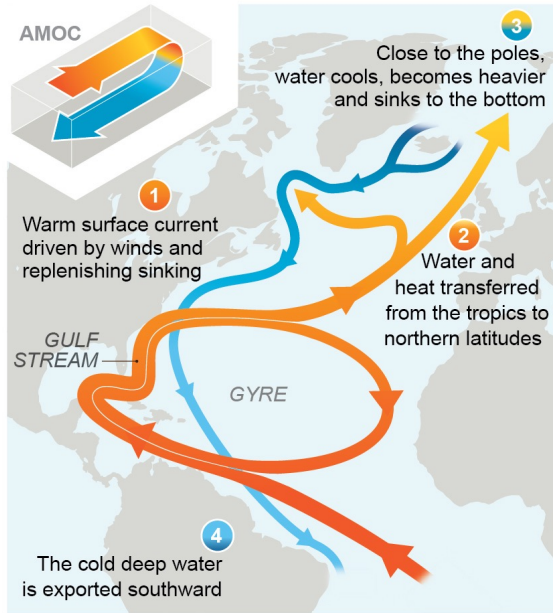 AMOC
3
Close to the poles,
water cools, becomes heavier
and sinks to the bottom
1
Warm surface current
driven by winds and
replenishing sinking
2
Water and
heat transferred
from the tropics to
northern latitudes
GULF
STREAM
GYRE
4
The cold deep water
is exported southward